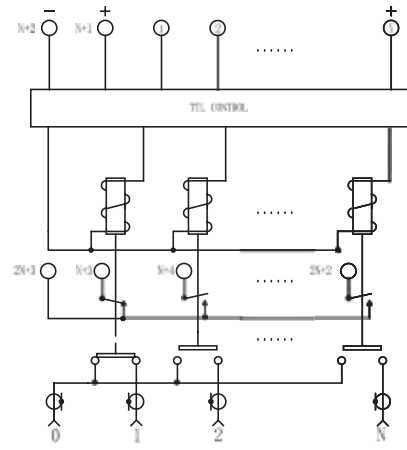 − + +
N+2 N+1 1 2 N
......
TTL CONTROL
......
2N+3 N+3 N+4 ...... 2N+2
......
0 1 2 N